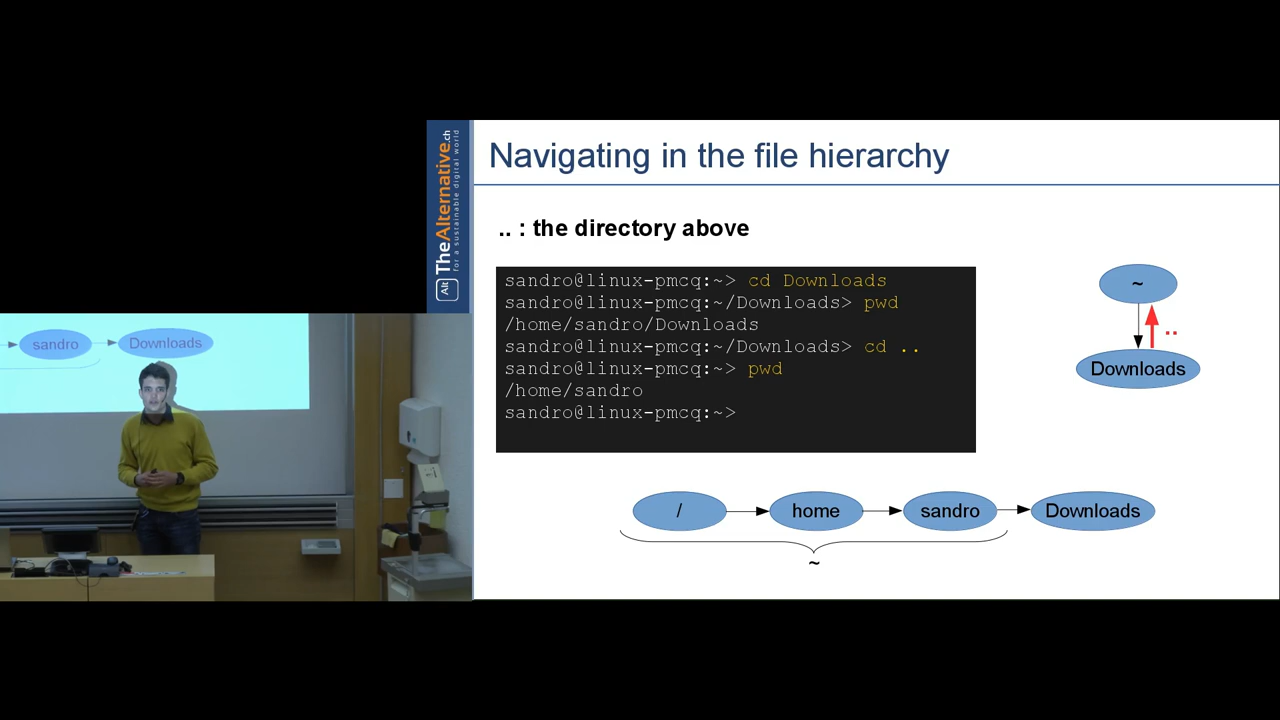 Alt TheAlternative.ch
for a sustainable digital world
Navigating in the file hierarchy
.. : the directory above
sandro@linux-pmcq:~> cd Downloads
sandro@linux-pmcq:~/Downloads> pwd
/home/sandro/Downloads
sandro@linux-pmcq:~/Downloads> cd ..
sandro@linux-pmcq:~> pwd
/home/sandro
sandro@linux-pmcq:~>
~
..
Downloads
/ home sandro Downloads
~
sandro Downloads